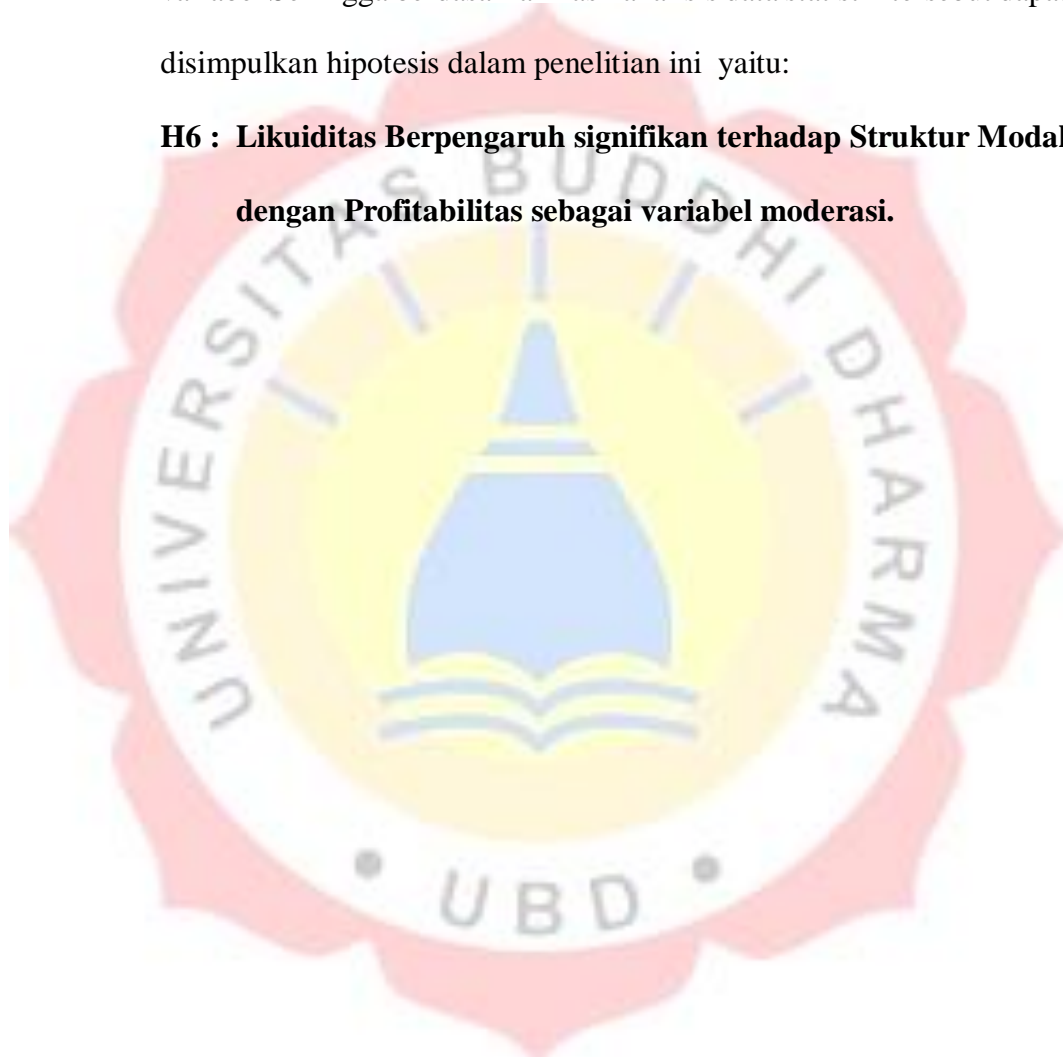 disimpulkan hipotesis dalam penelitian ini yaitu:
H6 : Likuiditas Berpengaruh signifikan terhadap Struktur Modal
dengan Profitabilitas sebagai variabel moderasi.
UNIVERSITAS BUDDHI DHARMA
• UBD •